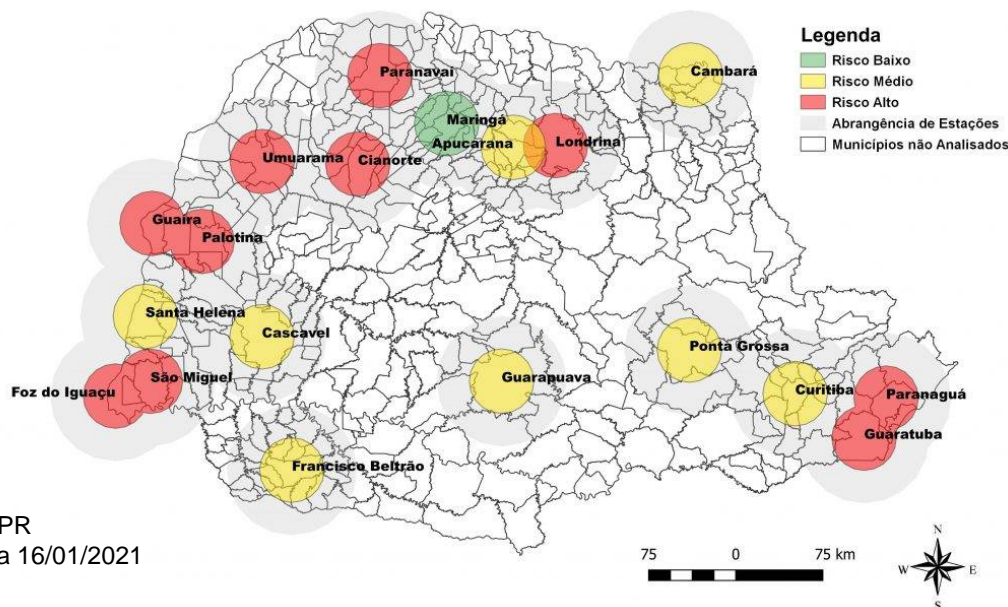 Legenda
Risco Baixo
Risco Médio
Risco Alto
Abrangência de Estações
Municípios não Analisados
Paranavai
Cambará
Maringá
Apucarana
Londrina
Umuarama
Cianorte
Guaira
Palotina
Santa Helena
Cascavel
Ponta Grossa
São Miguel
Foz do Iguaçu
Guarapuava
Curitiba
Paranaguá
Guaratuba
Francisco Beltrão
PR
a 16/01/2021
75 0 75 km
N
W E
S